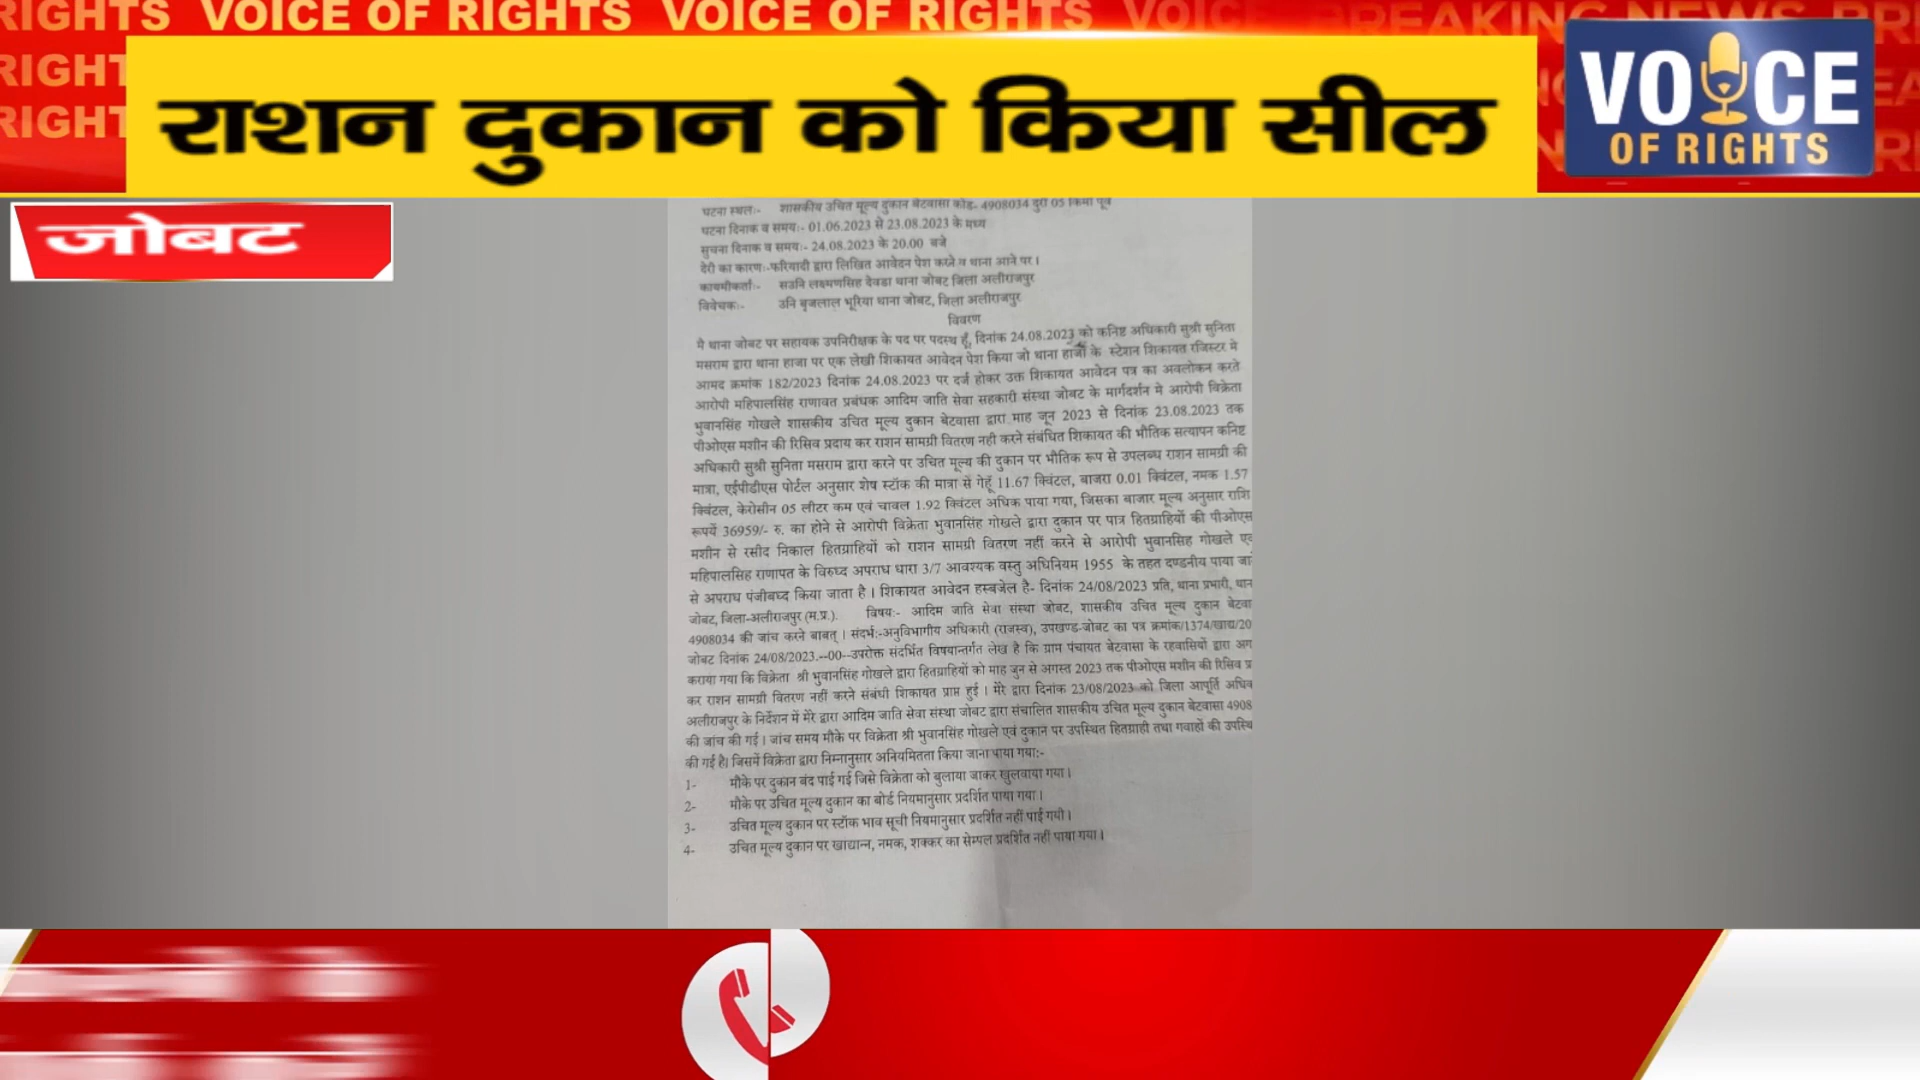 RIGHTS VOICE OF RIGHTS VOICE OF RIGHTS VOICE BREAKING NEWS BRE
राशन दुकान को किया सील
VOICE
OF RIGHTS
जोबट
घटना स्थलः- शासकीय उचित मूल्य दुकान बेटवासा कोड- 4908034 दुरी 05 किमी पूर्व
घटना दिनाक व समयः- 01.06.2023 से 23.08.2023 के मध्य
सुचना दिनाक व समयः- 24.08.2023 के 20.00 बजे
देरी का कारणः-फरियादी द्वारा लिखित आवेदन पेश करने व थाना आने पर।
कायमीकर्ताः- सउनि लक्ष्मणसिह देवडा थाना जोबट जिला अलीराजपुर
विवेचकः- उनि बृजलाल भूरिया थाना जोबट, जिला अलीराजपुर
विवरण
मै थाना जोबट पर सहायक उपनिरीक्षक के पद पर पदस्थ हूँ, दिनांक 24.08.2023 को कनिष्ट अधिकारी सुश्री सुनिता
मसराम द्वारा थाना हाजा पर एक लेखी शिकायत आवेदन पेश किया जो थाना हाजा के स्टेशन शिकायत रजिस्टर मे
आमद क्रमांक 182/2023 दिनांक 24.08.2023 पर दर्ज होकर उक्त शिकायत आवेदन पत्र का अवलोकन करते
आरोपी महिपालसिंह राणावत प्रबंधक आदिम जाति सेवा सहकारी संस्था जोबट के मार्गदर्शन मे आरोपी विक्रेता
भुवानसिंह गोखले शासकीय उचित मूल्य दुकान बेटवासा द्वारा माह जून 2023 से दिनांक 23.08.2023 तक
पीओएस मशीन की रिसिव प्रदाय कर राशन सामग्री वितरण नही करने संबंधित शिकायत की भौतिक सत्यापन कनिष्ट
अधिकारी सुश्री सुनिता मसराम द्वारा करने पर उचित मूल्य की दुकान पर भौतिक रूप से उपलब्ध राशन सामग्री की
मात्रा, एईपीडीएस पोर्टल अनुसार शेष स्टॉक की मात्रा से गेहूँ 11.67 क्विंटल, बाजरा 0.01 क्विंटल, नमक 1.57
क्विंटल, केरोसीन 05 लीटर कम एवं चावल 1.92 क्विंटल अधिक पाया गया, जिसका बाजार मूल्य अनुसार राशि
रूपयें 36959/- रु. का होने से आरोपी विक्रेता भुवानसिंह गोखले द्वारा दुकान पर पात्र हितग्राहियों की पीओएस
मशीन से रसीद निकाल हितग्राहियों को राशन सामग्री वितरण नहीं करने से आरोपी भुवानसिह गोखले एवं
महिपालसिह राणापत के विरुध्द अपराध धारा 3/7 आवश्यक वस्तु अधिनियम 1955 के तहत दण्डनीय पाया जा
से अपराध पंजीबध्द किया जाता है। शिकायत आवेदन हस्बजेल है- दिनांक 24/08/2023 प्रति, थाना प्रभारी, थान
जोबट, जिला-अलीराजपुर (म.प्र.). विषयः- आदिम जाति सेवा संस्था जोबट, शासकीय उचित मूल्य दुकान बेटवा
4908034 की जांच करने बाबत्। संदर्भः-अनुविभागीय अधिकारी (राजस्व), उपखण्ड-जोबट का पत्र क्रमांक/1374/खाद्य/20
जोबट दिनांक 24/08/2023.--00--उपरोक्त संदर्भित विषयान्तर्गत लेख है कि ग्राम पंचायत बेटवासा के रहवासियों द्वारा अग
कराया गया कि विक्रेता श्री भुवानसिंह गोखले द्वारा हितग्राहियों को माह जुन से अगस्त 2023 तक पीओएस मशीन की रिसिव प्र
कर राशन सामग्री वितरण नहीं करने संबंधी शिकायत प्राप्त हुई। मेरे द्वारा दिनांक 23/08/2023 को जिला आपूर्ति अधिक
अलीराजपुर के निर्देशन में मेरे द्वारा आदिम जाति सेवा संस्था जोबट द्वारा संचालित शासकीय उचित मूल्य दुकान बेटवासा 4908
की जांच की गई। जांच समय मौके पर विक्रेता श्री भुवानसिंह गोखले एवं दुकान पर उपस्थित हितग्राही तथा गवाहों की उपस्थि
की गई है। जिसमें विक्रेता द्वारा निम्नानुसार अनियमितता किया जाना पाया गयाः-
1- मौके पर दुकान बंद पाई गई जिसे विक्रेता को बुलाया जाकर खुलवाया गया।
2- मौके पर उचित मूल्य दुकान का बोर्ड नियमानुसार प्रदर्शित पाया गया।
3- उचित मूल्य दुकान पर स्टॉक भाव सूची नियमानुसार प्रदर्शित नहीं पाई गयी।
4- उचित मूल्य दुकान पर खाद्यान्न, नमक, शक्कर का सेम्पल प्रदर्शित नहीं पाया गया।